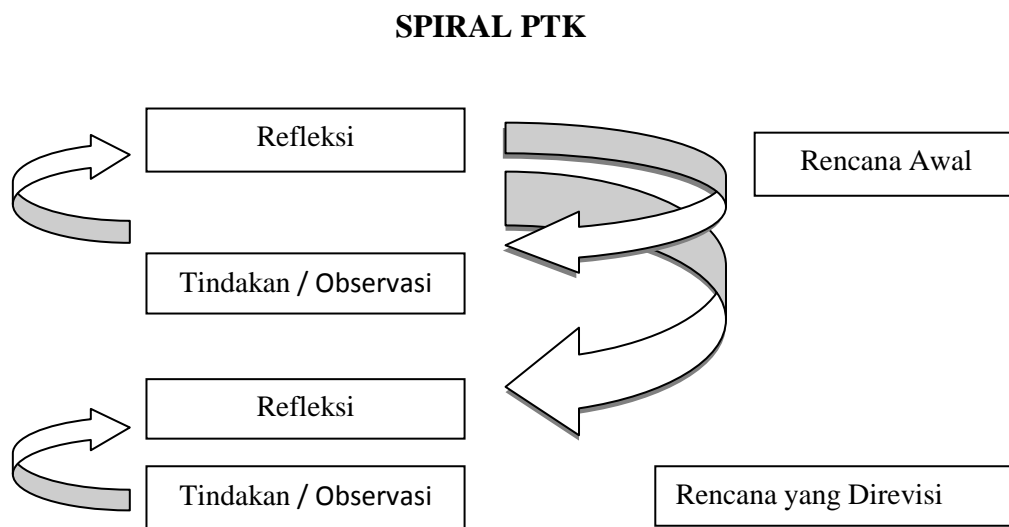 SPIRAL PTK
Refleksi
Rencana Awal
Tindakan / Observasi
Refleksi
Tindakan / Observasi
Rencana yang Direvisi